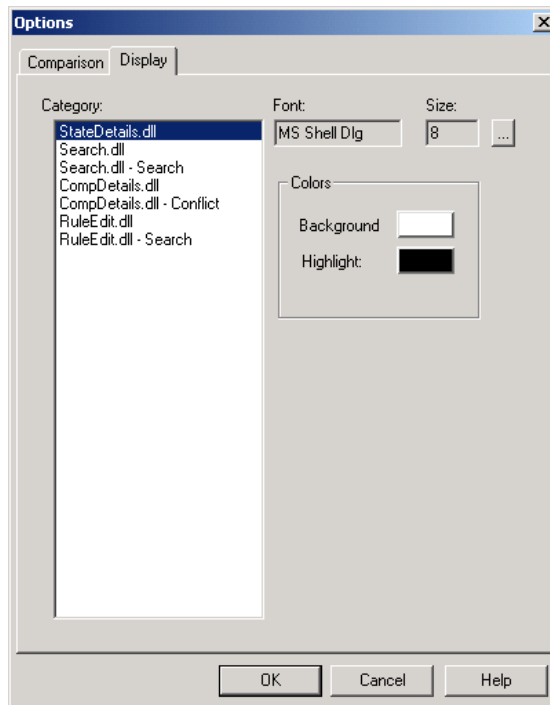 Options
Comparison Display
Category:
StateDetails.dll
Search.dll
Search.dll - Search
CompDetails.dll
CompDetails.dll - Conflict
RuleEdit.dll
RuleEdit.dll - Search
Font: Size:
MS Shell Dlg 8 ...
Colors
Background
Highlight:
OK Cancel Help